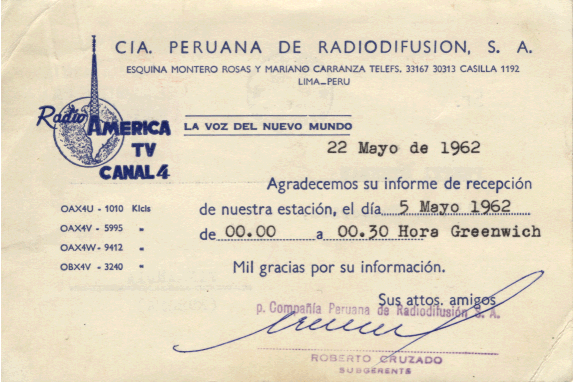 CIA. PERUANA DE RADIODIFUSION, S. A.
ESQUINA MONTERO ROSAS Y MARIANO CARRANZA TELEFS. 33167 30313 CASILLA 1192
LIMA-PERU
Radio AMERICA
TV
CANAL 4
LA VOZ DEL NUEVO MUNDO
22 Mayo de 1962
Agradecemos su informe de recepción
de nuestra estación, el día 5 Mayo 1962
de 00.00 a 00.30 Hora Greenwich
OAX4U - 1010 Klcls
OAX4V - 5995 "
OAX4W - 9412 "
OBX4V - 3240 "
Mil gracias por su información.
Sus attos. amigos
p. Compañía Peruana de Radiodifusión S. A.
ROBERTO CRUZADO
SUBGERENTE